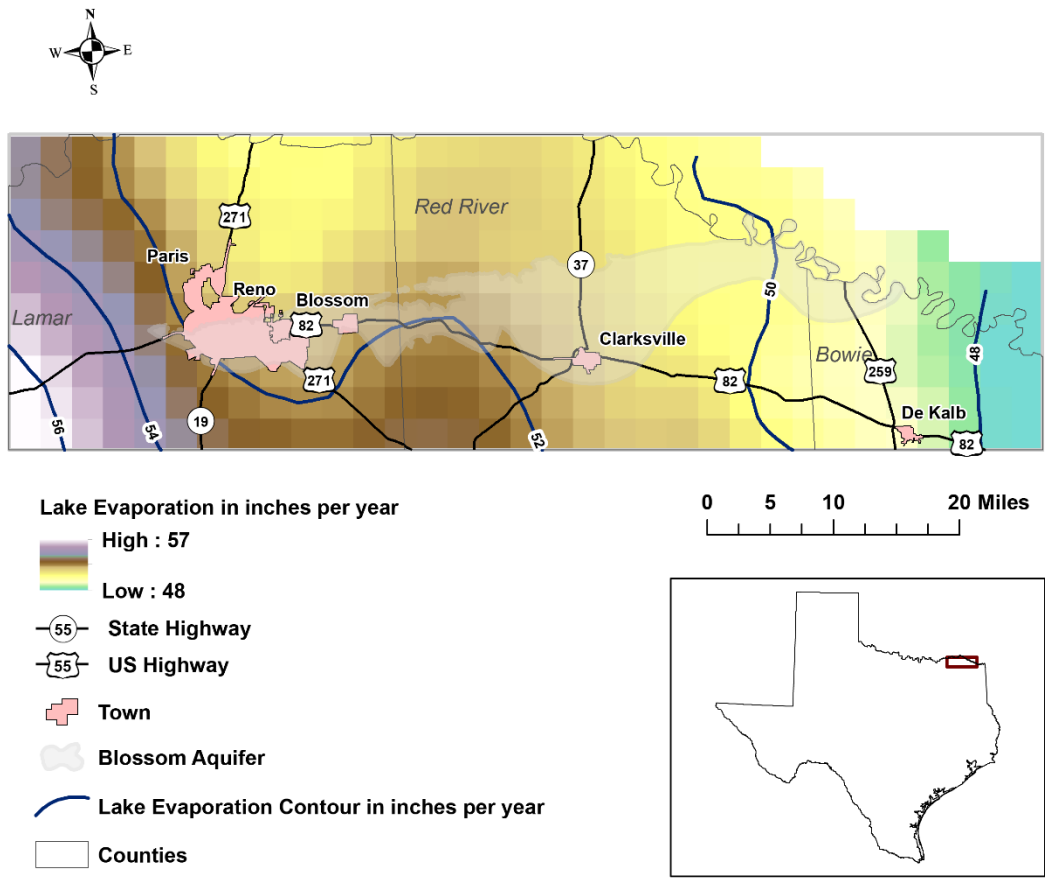 N
W E
S
271
Red River
Paris
37
Reno
Blossom
50
Lamar
82
Clarksville
Bowie
48
271
82
259
19
De Kalb
56
54
52
82
Lake Evaporation in inches per year
High : 57
Low : 48
55 State Highway
55 US Highway
Town
Blossom Aquifer
Lake Evaporation Contour in inches per year
Counties
0 5 10 20 Miles